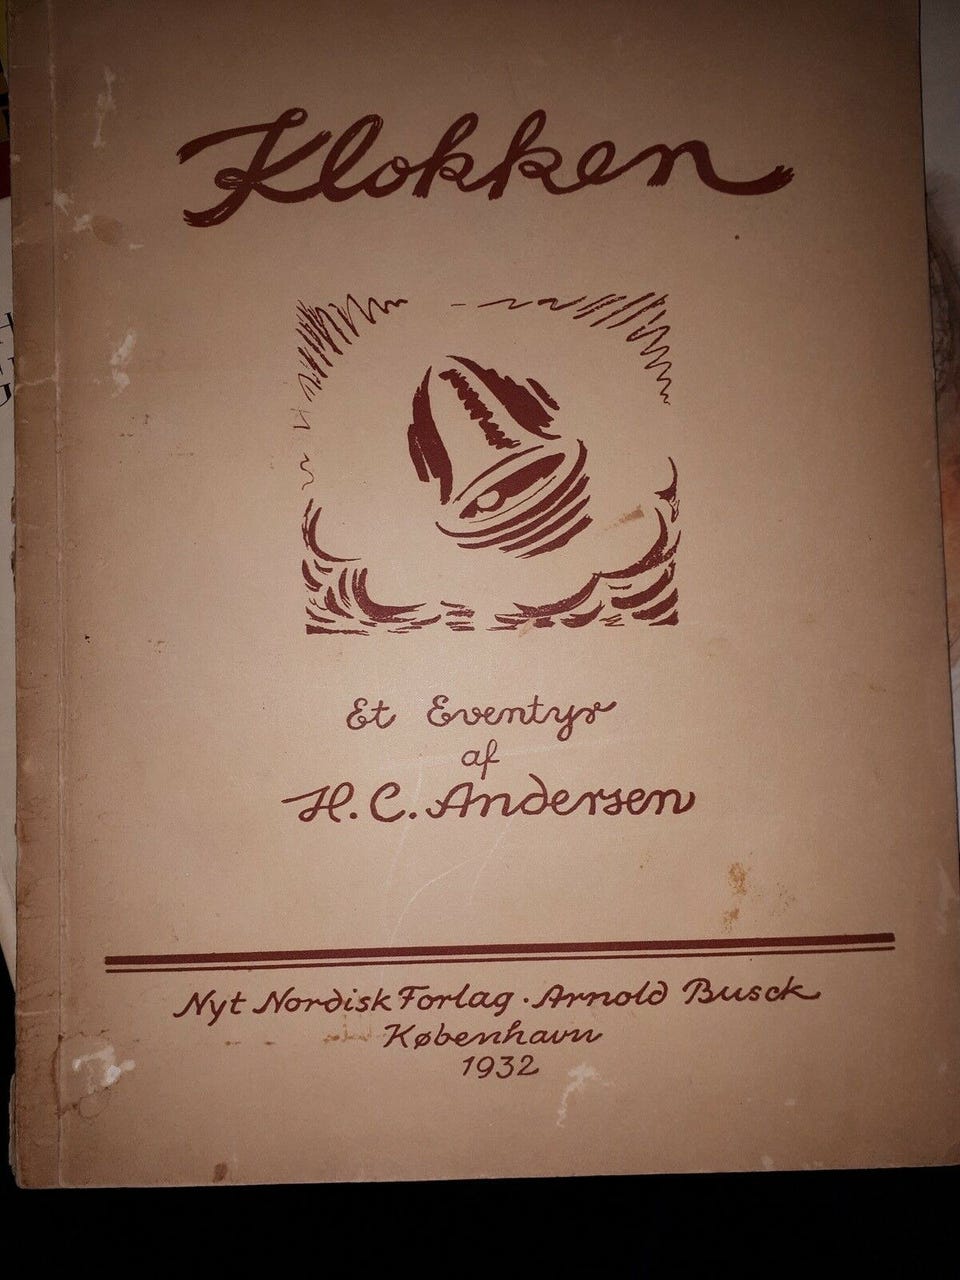 Klokken
Et Eventyr
af
H. C. Andersen
Nyt Nordisk Forlag · Arnold Busck
København
1932